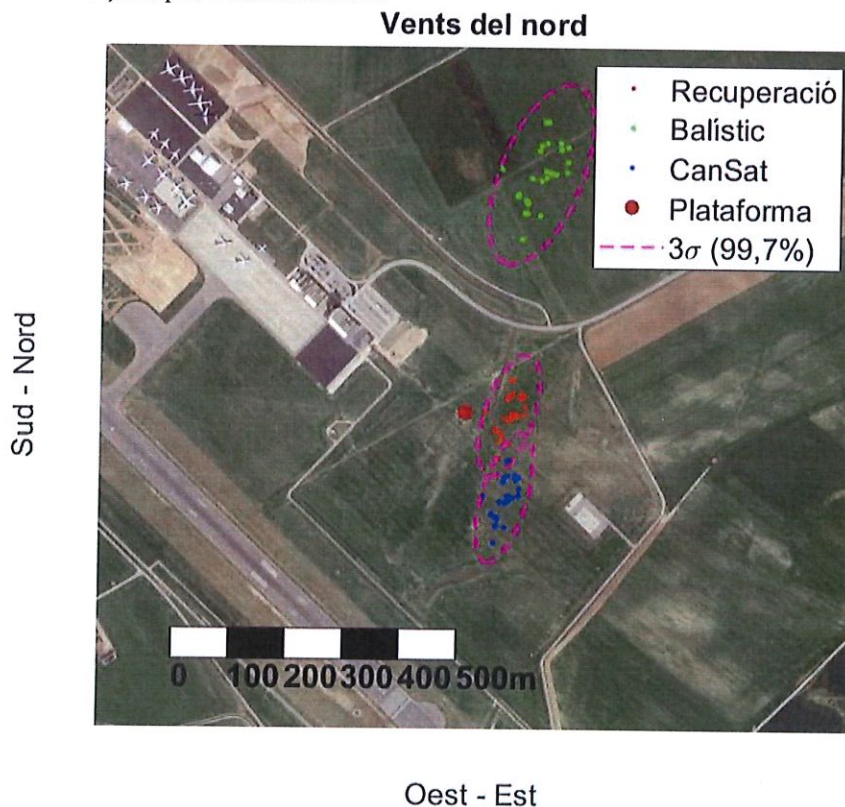 Vents del nord
Recuperació
Balístic
CanSat
Plataforma
3σ (99,7%)
Sud - Nord
0 100 200 300 400 500m
Oest - Est